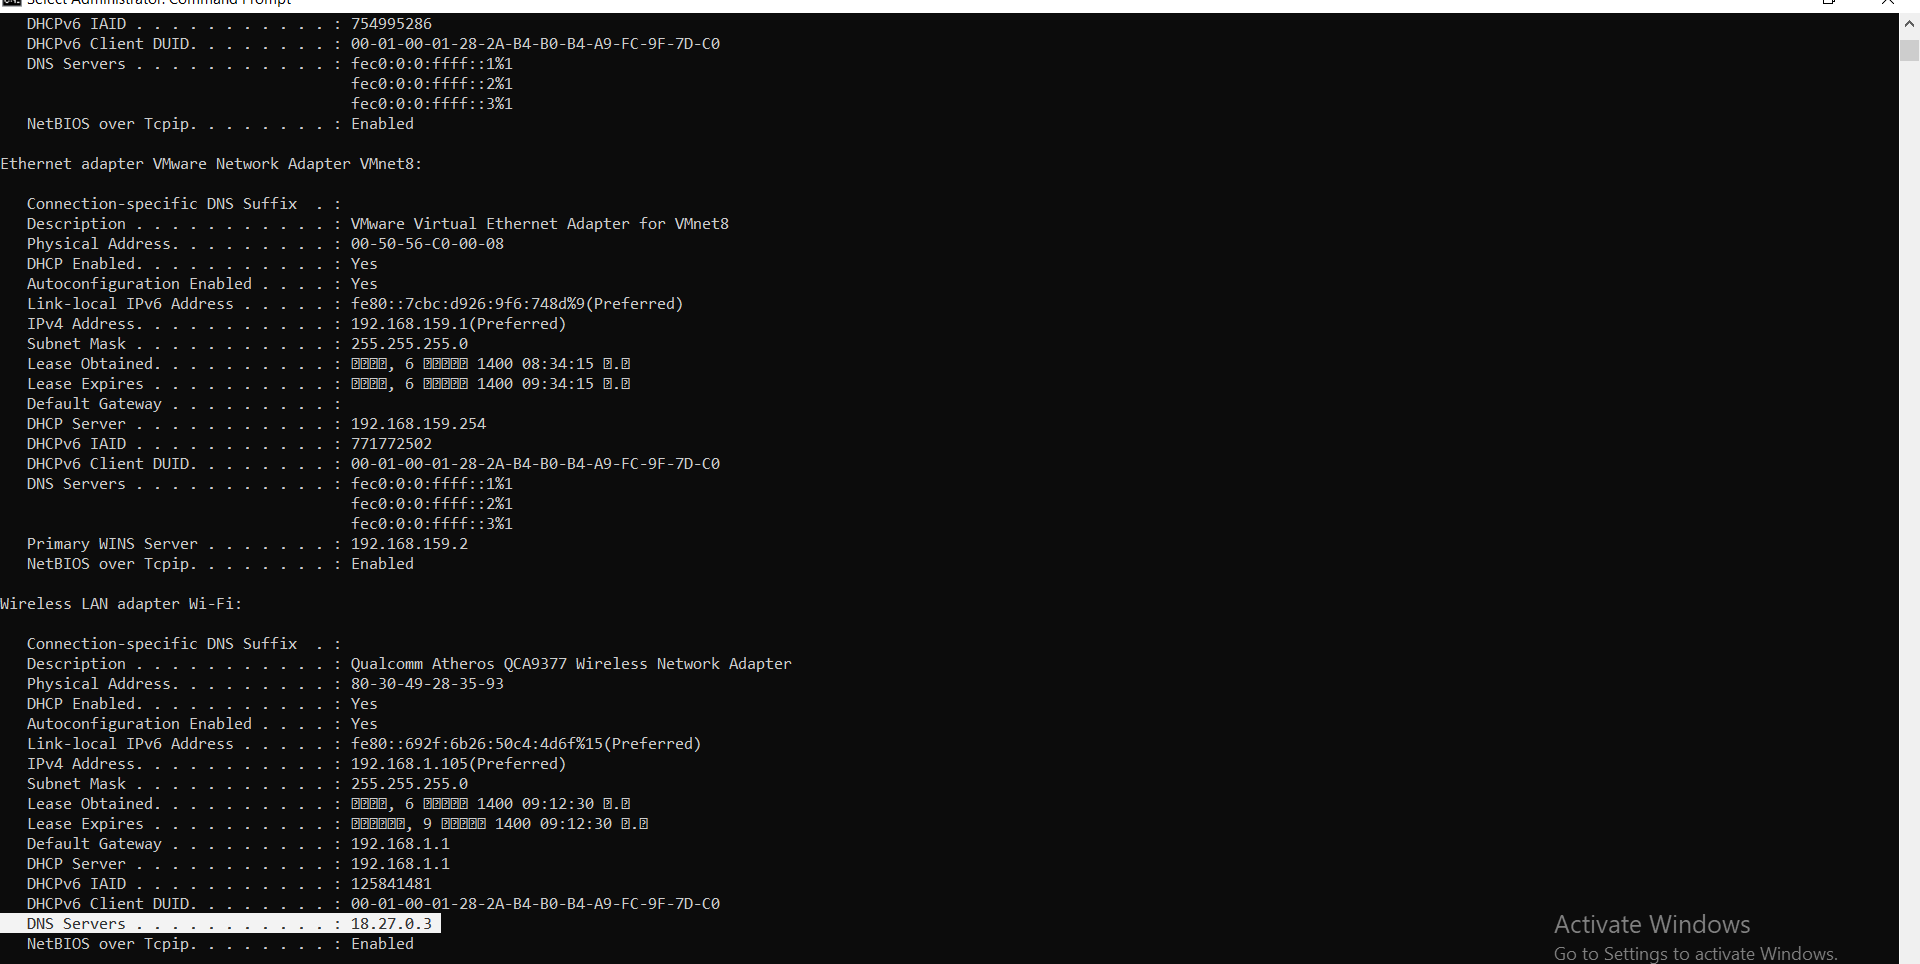 Select Administrator: Command Prompt
DHCPv6 IAID . . . . . . . . . . . : 754995286
DHCPv6 Client DUID. . . . . . . . : 00-01-00-01-28-2A-B4-B0-B4-A9-FC-9F-7D-C0
DNS Servers . . . . . . . . . . . : fec0:0:0:ffff::1%1
fec0:0:0:ffff::2%1
fec0:0:0:ffff::3%1
NetBIOS over Tcpip. . . . . . . . : Enabled
Ethernet adapter VMware Network Adapter VMnet8:
Connection-specific DNS Suffix  . :
Description . . . . . . . . . . . : VMware Virtual Ethernet Adapter for VMnet8
Physical Address. . . . . . . . . : 00-50-56-C0-00-08
DHCP Enabled. . . . . . . . . . . : Yes
Autoconfiguration Enabled . . . . : Yes
Link-local IPv6 Address . . . . . : fe80::7cbc:d926:9f6:748d%9(Preferred)
IPv4 Address. . . . . . . . . . . : 192.168.159.1(Preferred)
Subnet Mask . . . . . . . . . . . : 255.255.255.0
Lease Obtained. . . . . . . . . . : , 6 1400 08:34:15 .
Lease Expires . . . . . . . . . . : , 6 1400 09:34:15 .
Default Gateway . . . . . . . . . :
DHCP Server . . . . . . . . . . . : 192.168.159.254
DHCPv6 IAID . . . . . . . . . . . : 771772502
DHCPv6 Client DUID. . . . . . . . : 00-01-00-01-28-2A-B4-B0-B4-A9-FC-9F-7D-C0
DNS Servers . . . . . . . . . . . : fec0:0:0:ffff::1%1
fec0:0:0:ffff::2%1
fec0:0:0:ffff::3%1
Primary WINS Server . . . . . . . : 192.168.159.2
NetBIOS over Tcpip. . . . . . . . : Enabled
Wireless LAN adapter Wi-Fi:
Connection-specific DNS Suffix  . :
Description . . . . . . . . . . . : Qualcomm Atheros QCA9377 Wireless Network Adapter
Physical Address. . . . . . . . . : 80-30-49-28-35-93
DHCP Enabled. . . . . . . . . . . : Yes
Autoconfiguration Enabled . . . . : Yes
Link-local IPv6 Address . . . . . : fe80::692f:6b26:50c4:4d6f%15(Preferred)
IPv4 Address. . . . . . . . . . . : 192.168.1.105(Preferred)
Subnet Mask . . . . . . . . . . . : 255.255.255.0
Lease Obtained. . . . . . . . . . : , 6 1400 09:12:30 .
Lease Expires . . . . . . . . . . : , 9 1400 09:12:30 .
Default Gateway . . . . . . . . . : 192.168.1.1
DHCP Server . . . . . . . . . . . : 192.168.1.1
DHCPv6 IAID . . . . . . . . . . . : 125841481
DHCPv6 Client DUID. . . . . . . . : 00-01-00-01-28-2A-B4-B0-B4-A9-FC-9F-7D-C0
DNS Servers . . . . . . . . . . . : 18.27.0.3
NetBIOS over Tcpip. . . . . . . . : Enabled
Activate Windows
Go to Settings to activate Windows.